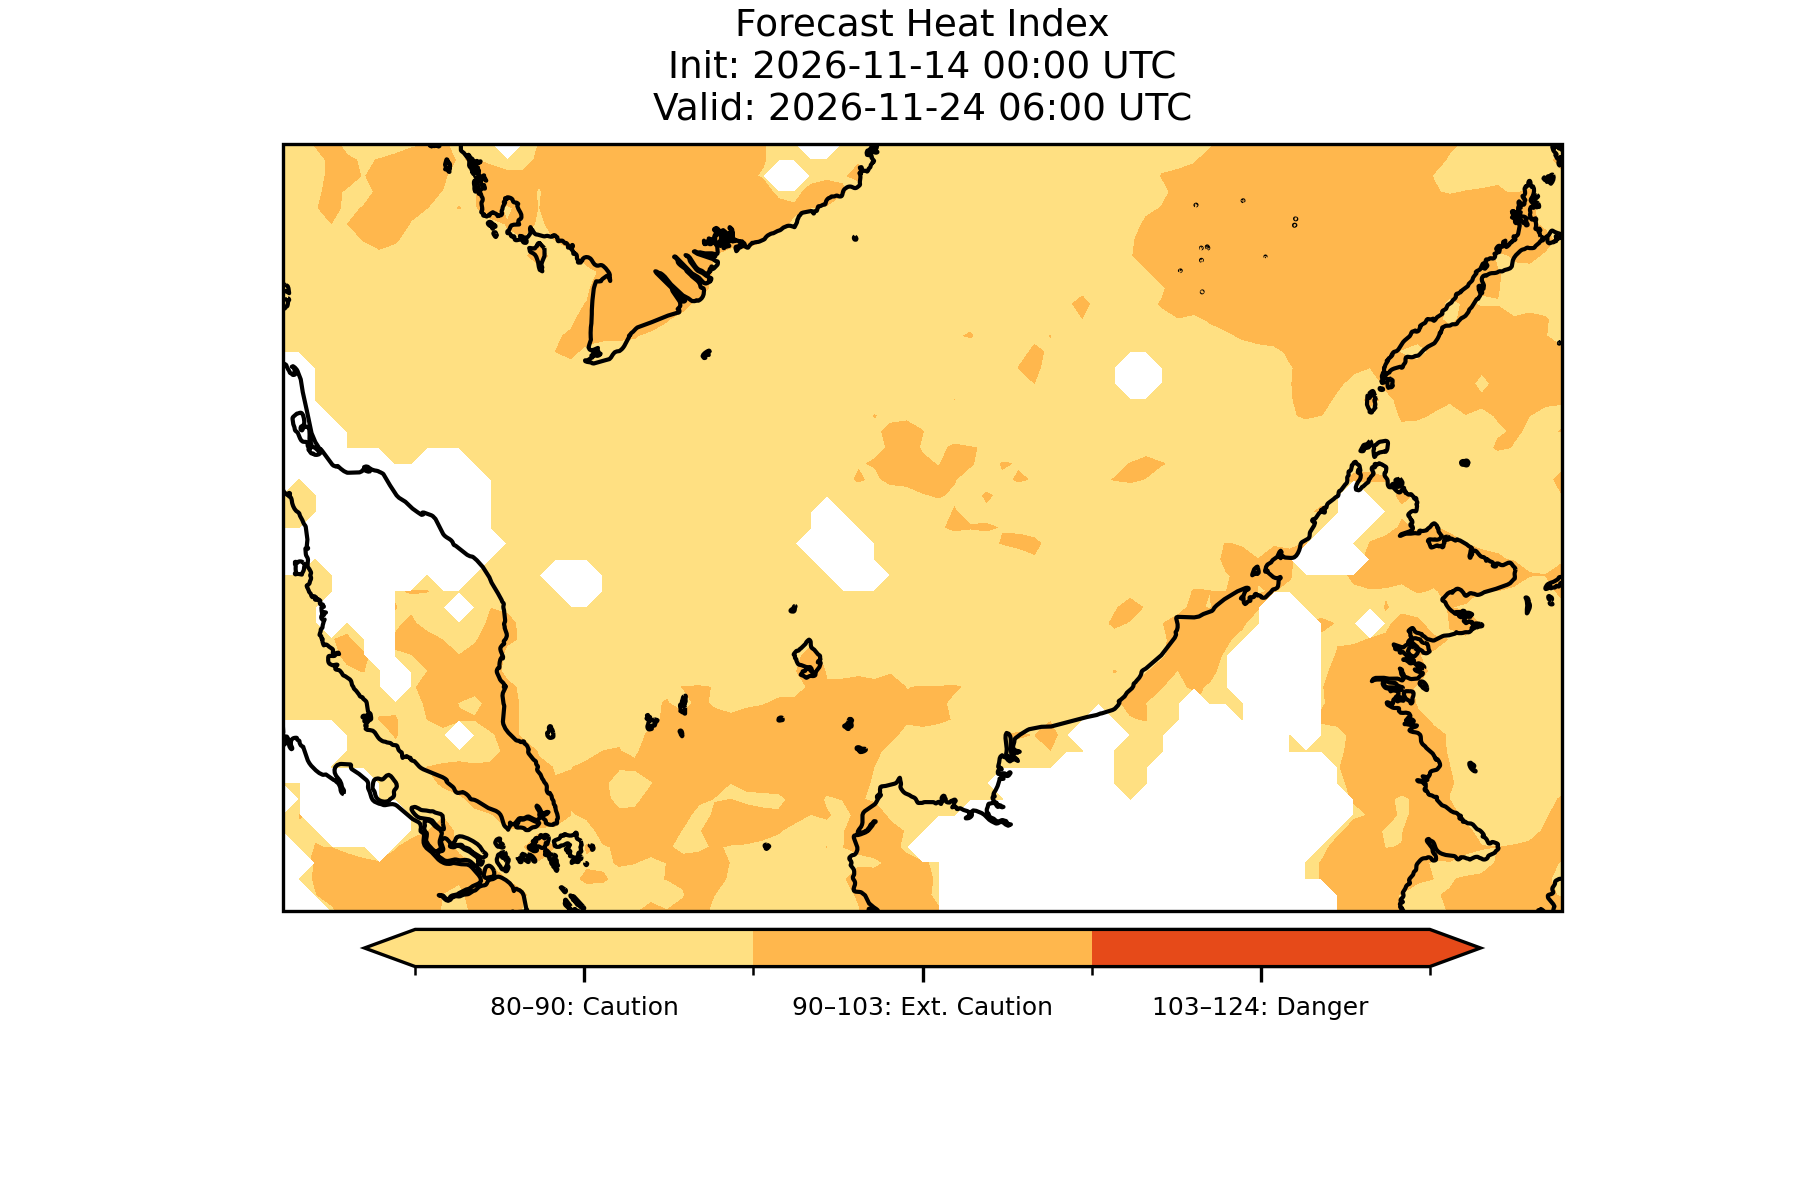 Forecast Heat Index
Init: 2026-11-14 00:00 UTC
Valid: 2026-11-24 06:00 UTC
80–90: Caution
90–103: Ext. Caution
103–124: Danger